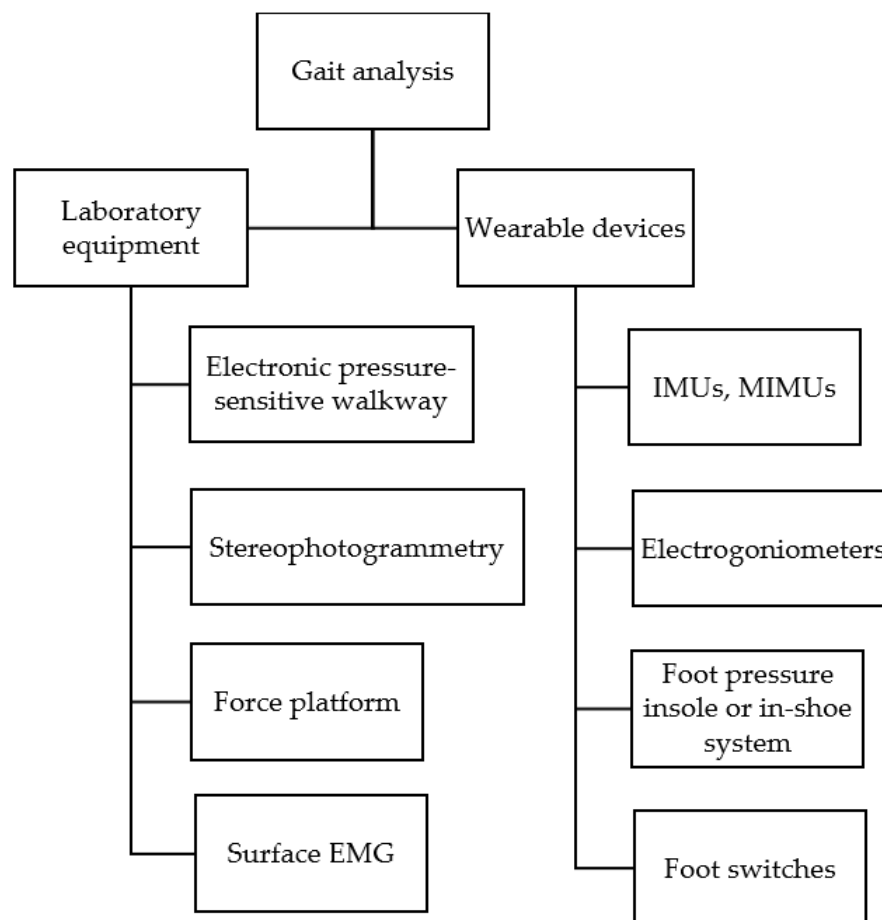 Gait analysis
Laboratory
equipment
Wearable devices
Electronic pressure-
sensitive walkway
IMUs, MIMUs
Stereophotogrammetry
Electrogoniometers
Force platform
Foot pressure
insole or in-shoe
system
Surface EMG
Foot switches